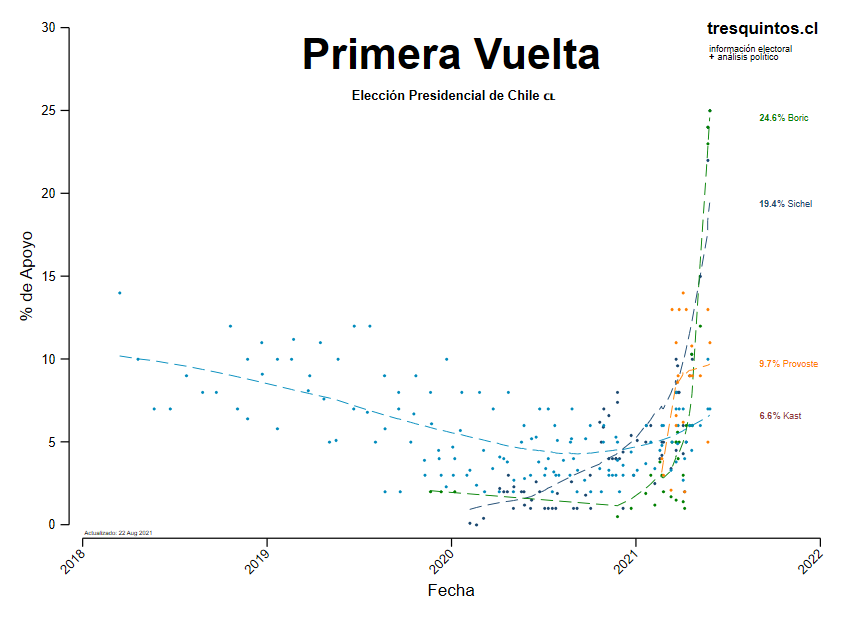 Primera Vuelta
Elección Presidencial de Chile CL
tresquintos.cl
información electoral
+ análisis político
% de Apoyo
30
25
20
15
10
5
0
24.6% Boric
19.4% Sichel
9.7% Provoste
6.6% Kast
Actualizado: 22 Aug 2021
2018
2019
2020
2021
2022
Fecha